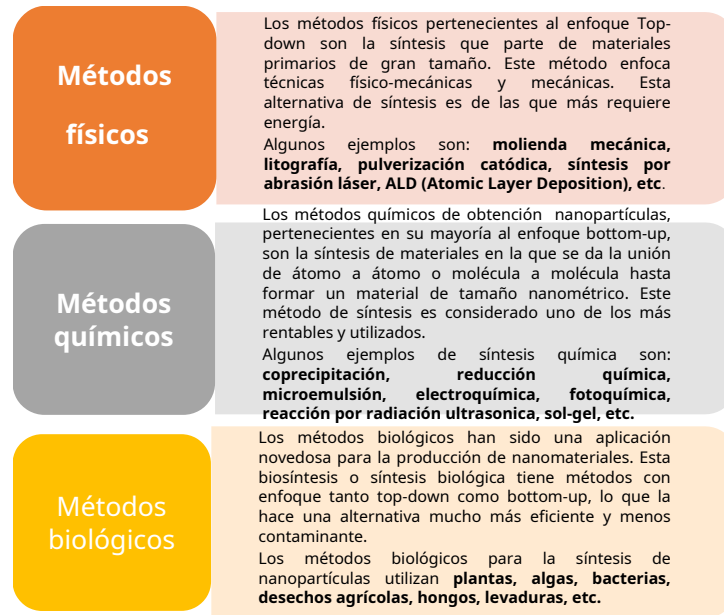 Métodos
físicos
Los métodos físicos pertenecientes al enfoque Top-
down son la síntesis que parte de materiales
primarios de gran tamaño. Este método enfoca
técnicas físico-mecánicas y mecánicas. Esta
alternativa de síntesis es de las que más requiere
energía.
Algunos ejemplos son: molienda mecánica,
litografía, pulverización catódica, síntesis por
abrasión láser, ALD (Atomic Layer Deposition), etc.
Métodos
químicos
Los métodos químicos de obtención nanopartículas,
pertenecientes en su mayoría al enfoque bottom-up,
son la síntesis de materiales en la que se da la unión
de átomo a átomo o molécula a molécula hasta
formar un material de tamaño nanométrico. Este
método de síntesis es considerado uno de los más
rentables y utilizados.
Algunos ejemplos de síntesis química son:
coprecipitación, reducción química,
microemulsión, electroquímica, fotoquímica,
reacción por radiación ultrasonica, sol-gel, etc.
Métodos
biológicos
Los métodos biológicos han sido una aplicación
novedosa para la producción de nanomateriales. Esta
biosíntesis o síntesis biológica tiene métodos con
enfoque tanto top-down como bottom-up, lo que la
hace una alternativa mucho más eficiente y menos
contaminante.
Los métodos biológicos para la síntesis de
nanopartículas utilizan plantas, algas, bacterias,
desechos agrícolas, hongos, levaduras, etc.